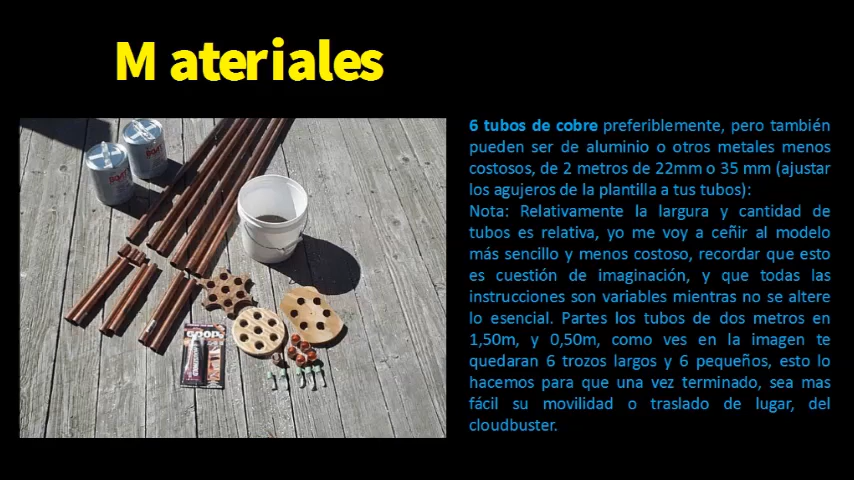 M ateriales
6 tubos de cobre preferiblemente, pero también
pueden ser de aluminio o otros metales menos
costosos, de 2 metros de 22mm o 35 mm (ajustar
los agujeros de la plantilla a tus tubos):
Nota: Relativamente la largura y cantidad de
tubos es relativa, yo me voy a ceñir al modelo
más sencillo y menos costoso, recordar que esto
es cuestión de imaginación, y que todas las
instrucciones son variables mientras no se altere
lo esencial. Partes los tubos de dos metros en
1,50m, y 0,50m, como ves en la imagen te
quedaran 6 trozos largos y 6 pequeños, esto lo
hacemos para que una vez terminado, sea mas
fácil su movilidad o traslado de lugar, del
cloudbuster.
GOOP